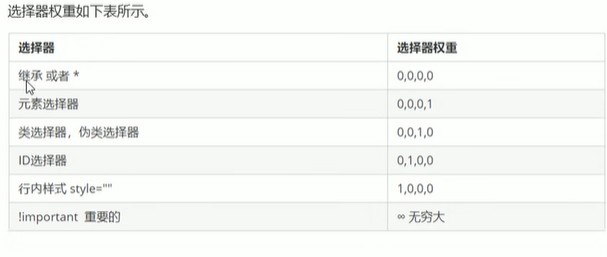 选择器权重如下表所示。
选择器 选择器权重
继承 或者 * 0,0,0,0
元素选择器 0,0,0,1
类选择器，伪类选择器 0,0,1,0
ID选择器 0,1,0,0
行内样式 style="" 1,0,0,0
!important 重要的 ∞ 无穷大